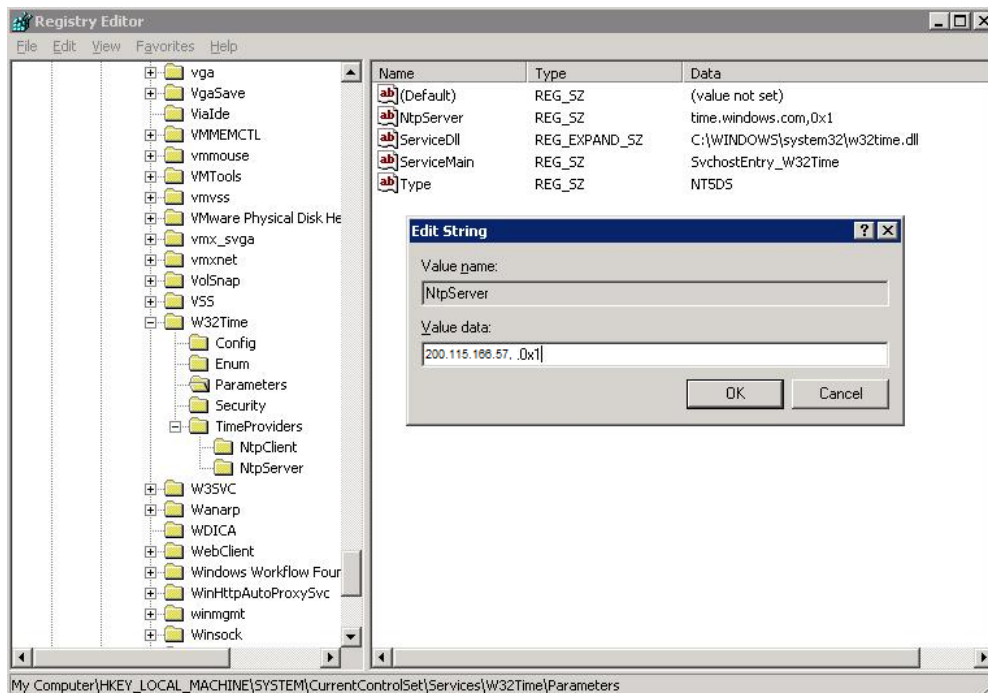 Registry Editor
File Edit View Favorites Help
vga
VgaSave
ViaIde
VMMEMCTL
vmmouse
VMTools
vmvss
VMware Physical Disk He
vmx_svga
vmxnet
VolSnap
VSS
W32Time
Config
Enum
Parameters
Security
TimeProviders
NtpClient
NtpServer
W3SVC
Wanarp
WDICA
WebClient
Windows Workflow Four
WinHttpAutoProxySvc
winmgmt
Winsock
Name Type Data
(Default) REG_SZ (value not set)
NtpServer REG_SZ time.windows.com,0x1
ServiceDll REG_EXPAND_SZ C:\WINDOWS\system32\w32time.dll
ServiceMain REG_SZ SvchostEntry_W32Time
Type REG_SZ NT5DS
Edit String
Value name:
NtpServer
Value data:
200.115.166.57, .0x1
OK Cancel
My Computer\HKEY_LOCAL_MACHINE\SYSTEM\CurrentControlSet\Services\W32Time\Parameters